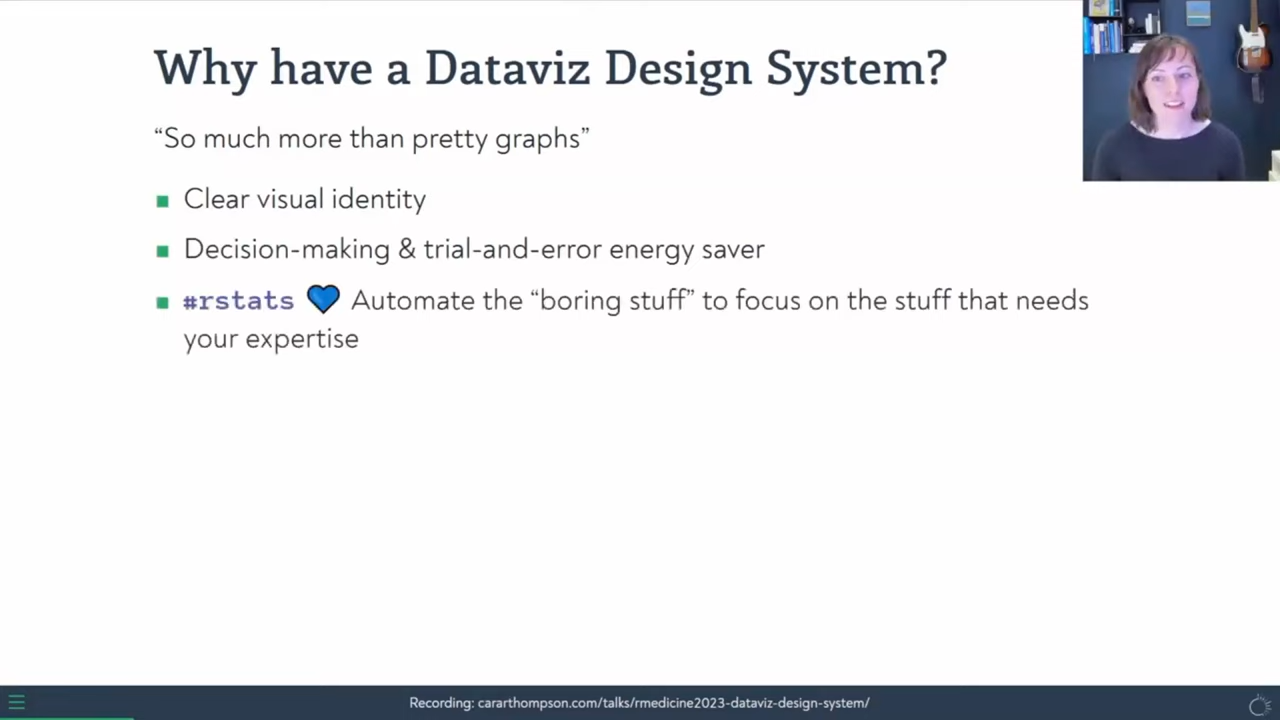 Why have a Dataviz Design System?
“So much more than pretty graphs”
Clear visual identity
Decision-making & trial-and-error energy saver
#rstats 💙 Automate the “boring stuff” to focus on the stuff that needs
your expertise
Recording: cararthompson.com/talks/rmedicine2023-dataviz-design-system/